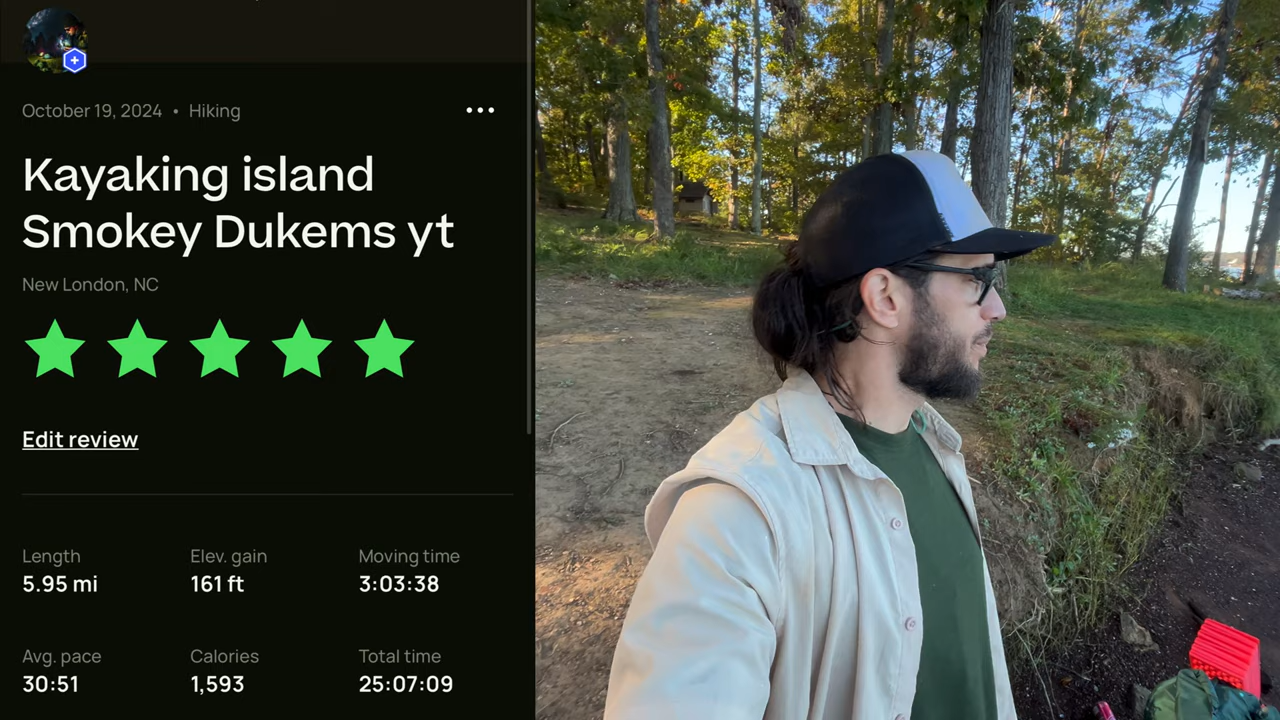 October 19, 2024 • Hiking
Kayaking island
Smokey Dukems yt
New London, NC
Edit review
Length Elev. gain Moving time
5.95 mi 161 ft 3:03:38
Avg. pace Calories Total time
30:51 1,593 25:07:09